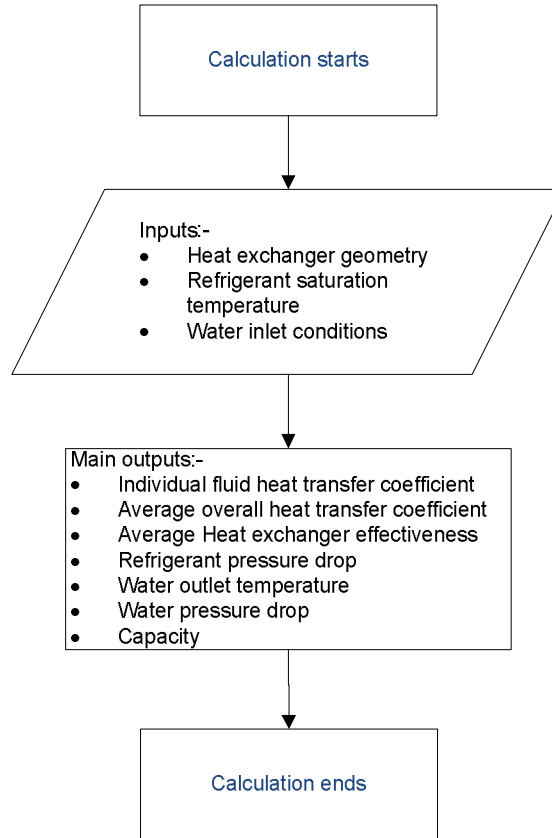 Calculation starts
Inputs:-
• Heat exchanger geometry
• Refrigerant saturation
temperature
• Water inlet conditions
Main outputs:-
• Individual fluid heat transfer coefficient
• Average overall heat transfer coefficient
• Average Heat exchanger effectiveness
• Refrigerant pressure drop
• Water outlet temperature
• Water pressure drop
• Capacity
Calculation ends